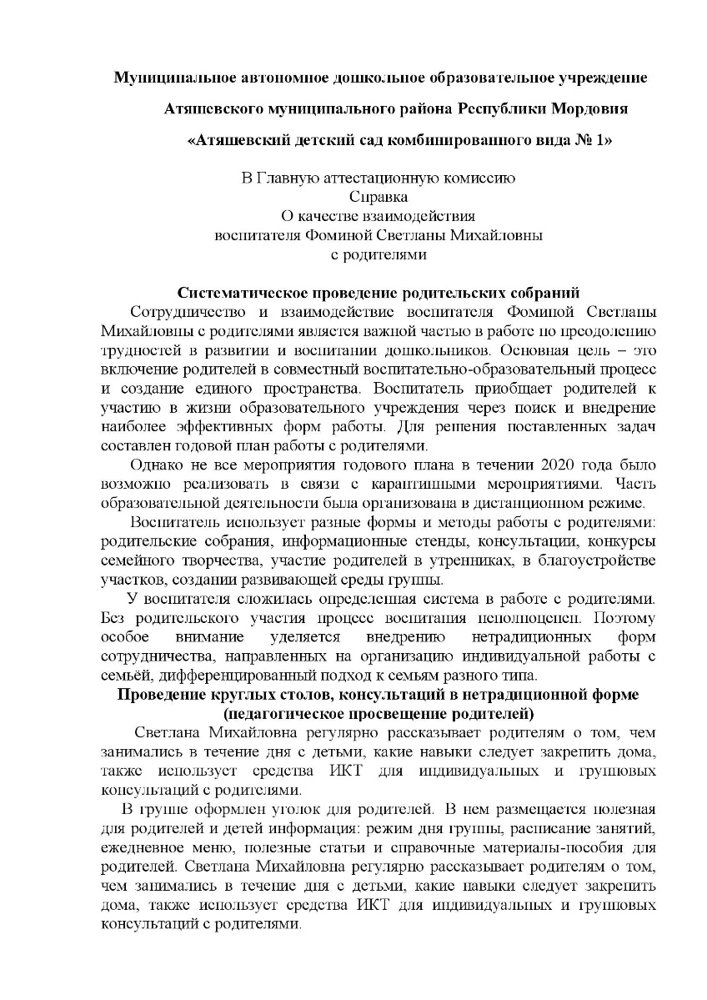 Муниципальное автономное дошкольное образовательное учреждение
Атяшевского муниципального района Республики Мордовия
«Атяшевский детский сад комбинированного вида № 1»
В Главную аттестационную комиссию
Справка
О качестве взаимодействия
воспитателя Фоминой Светланы Михайловны
с родителями
Систематическое проведение родительских собраний
Сотрудничество и взаимодействие воспитателя Фоминой Светланы
Михайловны с родителями является важной частью в работе по преодолению
трудностей в развитии и воспитании дошкольников. Основная цель – это
включение родителей в совместный воспитательно-образовательный процесс
и создание единого пространства. Воспитатель приобщает родителей к
участию в жизни образовательного учреждения через поиск и внедрение
наиболее эффективных форм работы. Для решения поставленных задач
составлен годовой план работы с родителями.
Однако не все мероприятия годового плана в течении 2020 года было
возможно реализовать в связи с карантинными мероприятиями. Часть
образовательной деятельности была организована в дистанционном режиме.
Воспитатель использует разные формы и методы работы с родителями:
родительские собрания, информационные стенды, консультации, конкурсы
семейного творчества, участие родителей в утренниках, в благоустройстве
участков, создании развивающей среды группы.
У воспитателя сложилась определенная система в работе с родителями.
Без родительского участия процесс воспитания неполноценен. Поэтому
особое внимание уделяется внедрению нетрадиционных форм
сотрудничества, направленных на организацию индивидуальной работы с
семьёй, дифференцированный подход к семьям разного типа.
Проведение круглых столов, консультаций в нетрадиционной форме
(педагогическое просвещение родителей)
Светлана Михайловна регулярно рассказывает родителям о том, чем
занимались в течение дня с детьми, какие навыки следует закрепить дома,
также использует средства ИКТ для индивидуальных и групповых
консультаций с родителями.
В группе оформлен уголок для родителей. В нем размещается полезная
для родителей и детей информация: режим дня группы, расписание занятий,
ежедневное меню, полезные статьи и справочные материалы-пособия для
родителей. Светлана Михайловна регулярно рассказывает родителям о том,
чем занимались в течение дня с детьми, какие навыки следует закрепить
дома, также использует средства ИКТ для индивидуальных и групповых
консультаций с родителями.